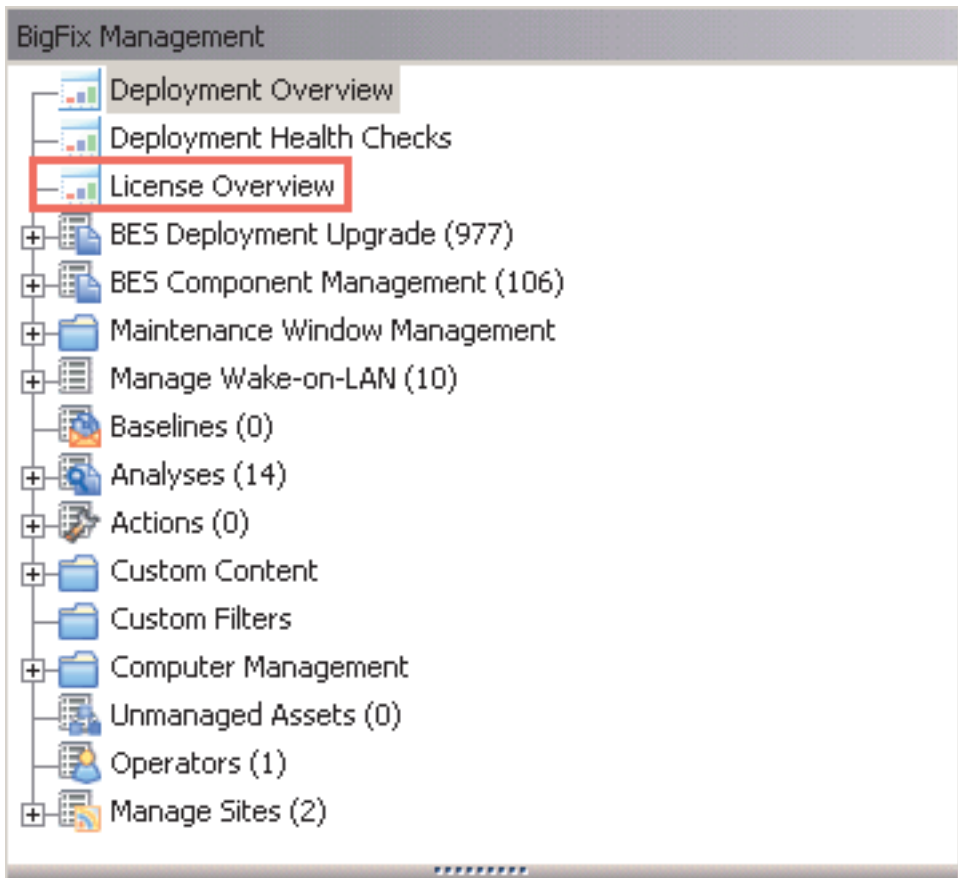 BigFix Management
Deployment Overview
Deployment Health Checks
License Overview
BES Deployment Upgrade (977)
BES Component Management (106)
Maintenance Window Management
Manage Wake-on-LAN (10)
Baselines (0)
Analyses (14)
Actions (0)
Custom Content
Custom Filters
Computer Management
Unmanaged Assets (0)
Operators (1)
Manage Sites (2)